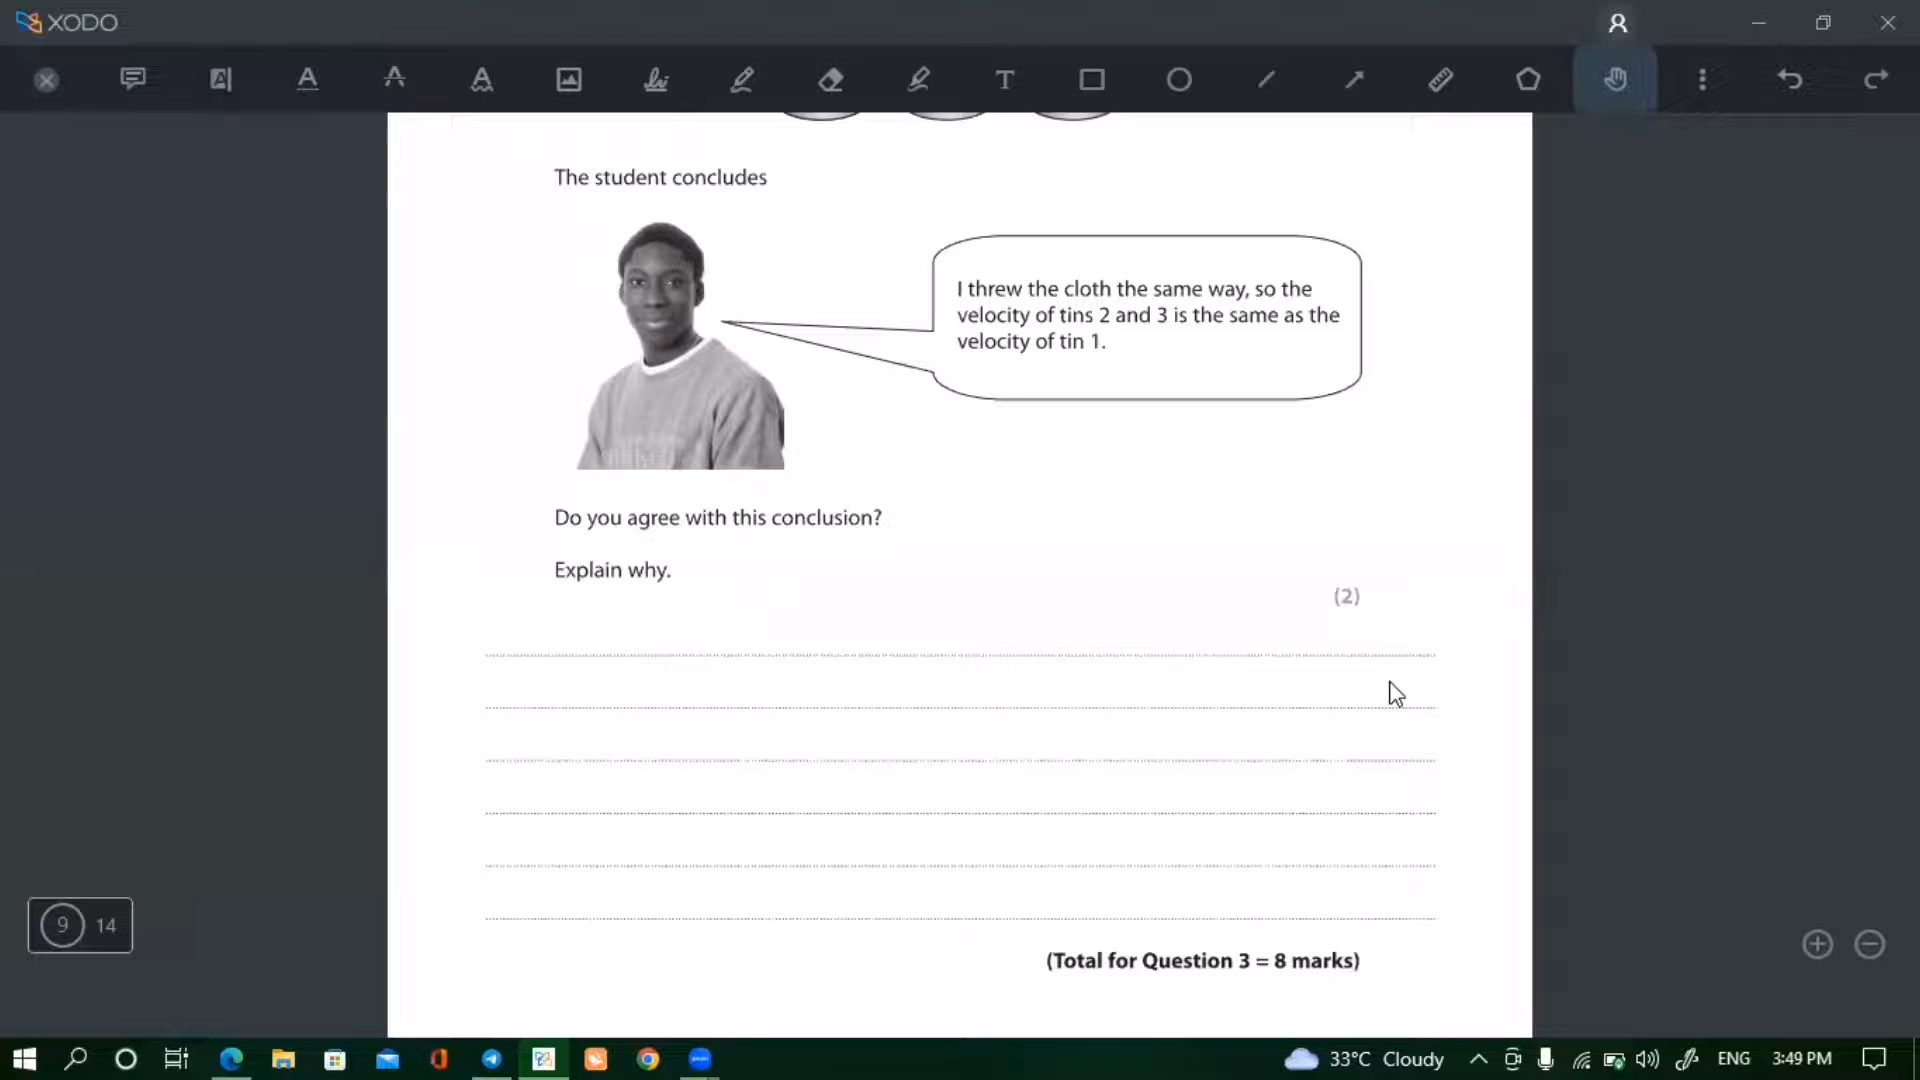 XODO
T
The student concludes
I threw the cloth the same way, so the
velocity of tins 2 and 3 is the same as the
velocity of tin 1.
Do you agree with this conclusion?
Explain why.
(2)
9 14
(Total for Question 3 = 8 marks)
33°C Cloudy
ENG
3:49 PM